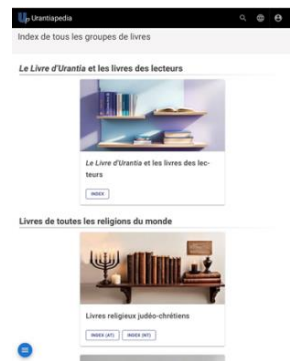 Urantiapedia
Index de tous les groupes de livres
Le Livre d'Urantia et les livres des lecteurs
Le Livre d'Urantia et les livres des lec-
teurs
INDEX
Livres de toutes les religions du monde
Livres religieux judéo-chrétiens
INDEX (AT) INDEX (NT)